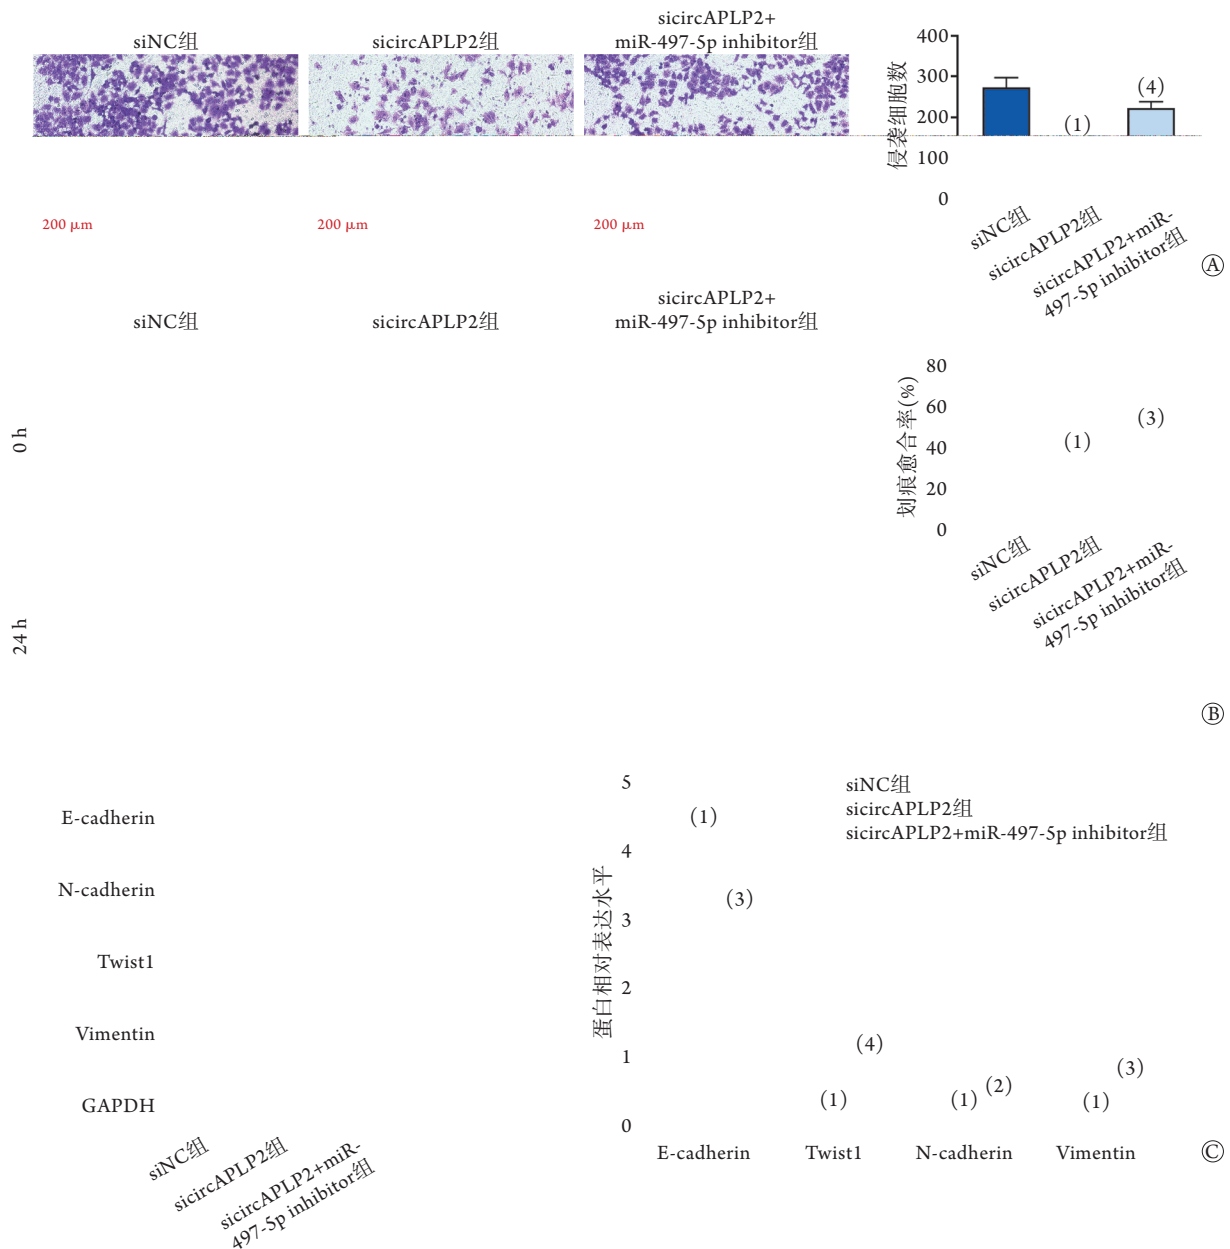 siNC组
sicircAPLP2组
sicircAPLP2+
miR-497-5p inhibitor组
200 μm
200 μm
200 μm
侵袭细胞数
400
300
200
100
0
(4)
(1)
siNC组
sicircAPLP2组
sicircAPLP2+miR-
497-5p inhibitor组
Ⓐ
siNC组
sicircAPLP2组
sicircAPLP2+
miR-497-5p inhibitor组
0 h
24 h
划痕愈合率(%)
80
60
40
20
0
(1)
(3)
siNC组
sicircAPLP2组
sicircAPLP2+miR-
497-5p inhibitor组
Ⓑ
E-cadherin
N-cadherin
Twist1
Vimentin
GAPDH
siNC组
sicircAPLP2组
sicircAPLP2+miR-
497-5p inhibitor组
蛋白相对表达水平
5
4
3
2
1
0
siNC组
sicircAPLP2组
sicircAPLP2+miR-497-5p inhibitor组
(1)
(3)
(1)
(4)
(1)
(2)
(1)
(3)
E-cadherin
Twist1
N-cadherin
Vimentin
Ⓒ